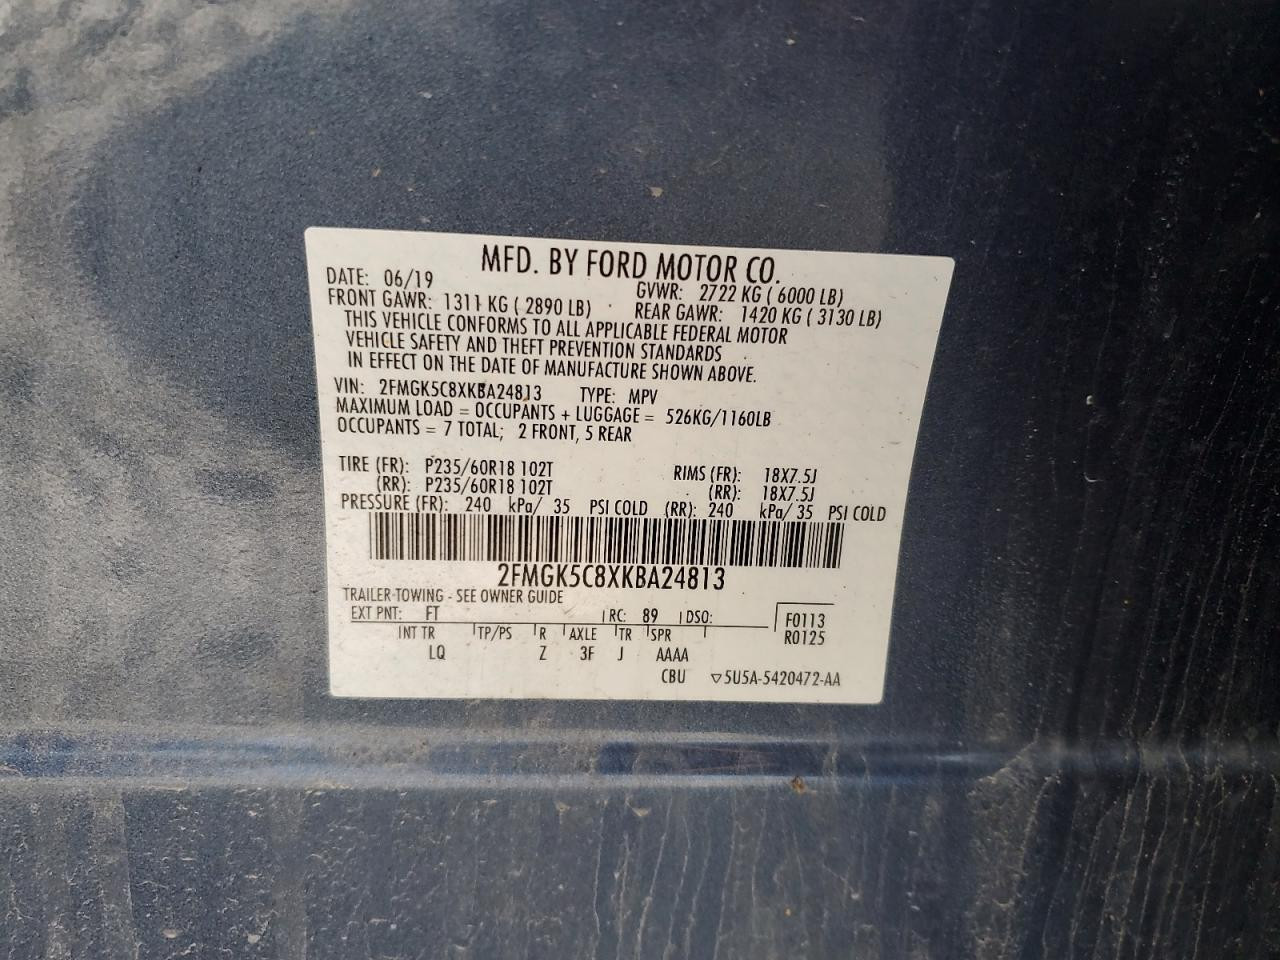 MFD. BY FORD MOTOR CO.
DATE: 06/19 GVWR: 2722 KG ( 6000 LB)
FRONT GAWR: 1311 KG ( 2890 LB) REAR GAWR: 1420 KG ( 3130 LB)
THIS VEHICLE CONFORMS TO ALL APPLICABLE FEDERAL MOTOR
VEHICLE SAFETY AND THEFT PREVENTION STANDARDS
IN EFFECT ON THE DATE OF MANUFACTURE SHOWN ABOVE.
VIN: 2FMGK5C8XKBA24813 TYPE: MPV
MAXIMUM LOAD = OCCUPANTS + LUGGAGE = 526KG/1160LB
OCCUPANTS = 7 TOTAL; 2 FRONT, 5 REAR
TIRE (FR): P235/60R18 102T RIMS (FR): 18X7.5J
(RR): P235/60R18 102T (RR): 18X7.5J
PRESSURE (FR): 240 kPa/ 35 PSI COLD (RR): 240 kPa/ 35 PSI COLD
2FMGK5C8XKBA24813
TRAILER TOWING - SEE OWNER GUIDE
EXT PNT: FT RC: 89 DSO: F0113
INT TR TP/PS R AXLE TR SPR R0125
LQ Z 3F J AAAA
CBU ▽5U5A-5420472-AA